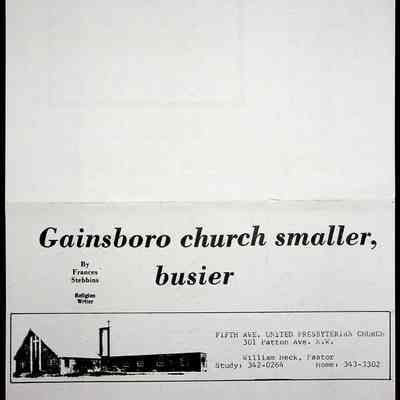 Gainsboro church smaller,
busier
By
Frances
Stebbins
Religion
Writer
FIFTH AVE. UNITED PRESBYTERIAN CHURCH
301 Patton Ave. N.W.
William Heck, Pastor
Study: 342-0264 Home: 343-3302